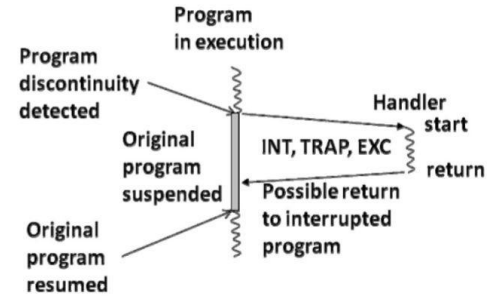 Program
in execution
Program
discontinuity
detected
Handler
start
Original
program
suspended
INT, TRAP, EXC
return
Possible return
to interrupted
program
Original
program
resumed